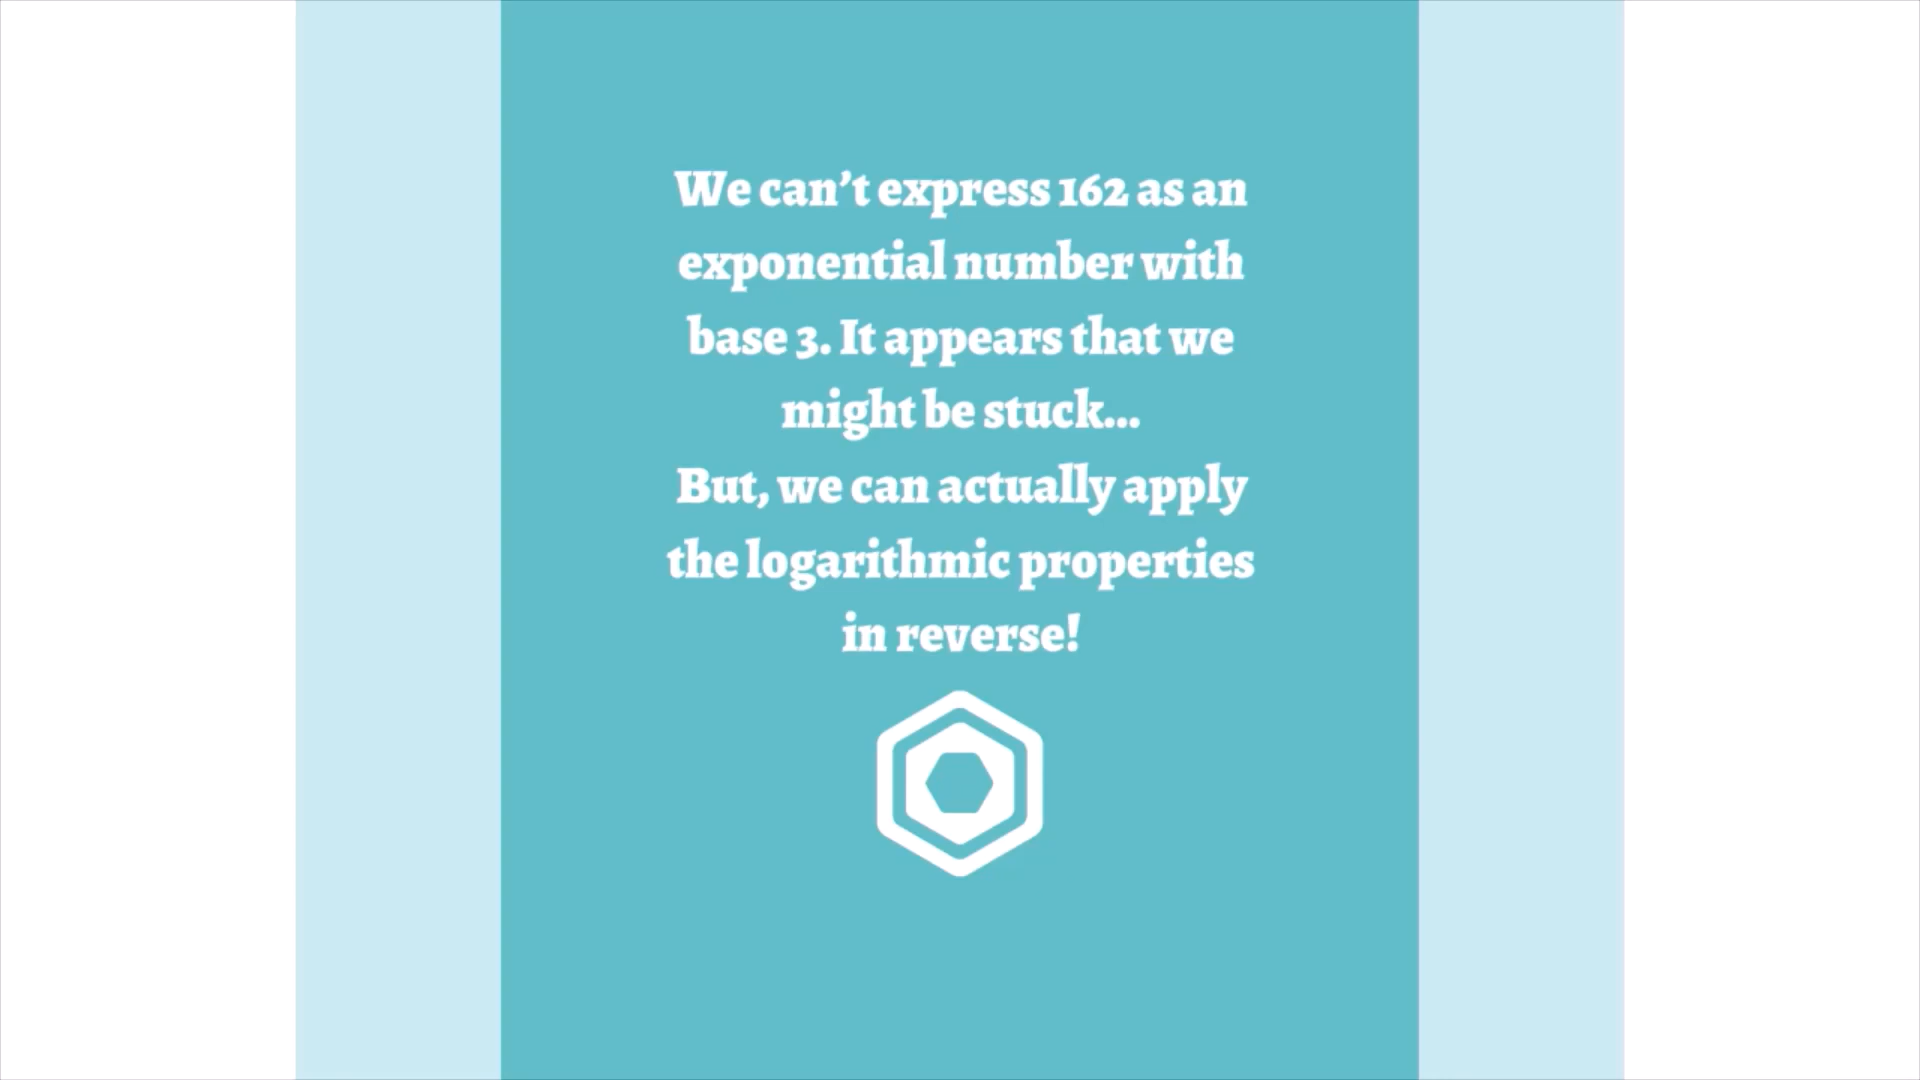 We can’t express 162 as an
exponential number with
base 3. It appears that we
might be stuck...
But, we can actually apply
the logarithmic properties
in reverse!